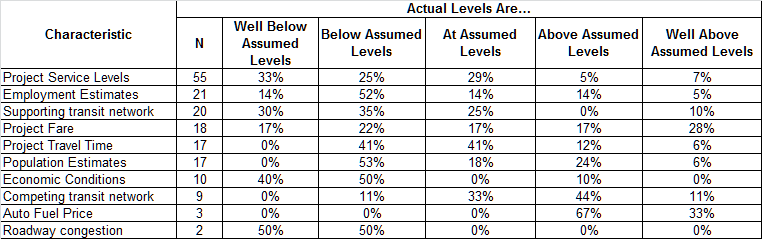 Characteristic N Actual Levels Are…
Well Below Assumed Levels Below Assumed Levels At Assumed Levels Above Assumed Levels Well Above Assumed Levels
Project Service Levels 55 33% 25% 29% 5% 7%
Employment Estimates 21 14% 52% 14% 14% 5%
Supporting transit network 20 30% 35% 25% 0% 10%
Project Fare 18 17% 22% 17% 17% 28%
Project Travel Time 17 0% 41% 41% 12% 6%
Population Estimates 17 0% 53% 18% 24% 6%
Economic Conditions 10 40% 50% 0% 10% 0%
Competing transit network 9 0% 11% 33% 44% 11%
Auto Fuel Price 3 0% 0% 0% 67% 33%
Roadway congestion 2 50% 50% 0% 0% 0%